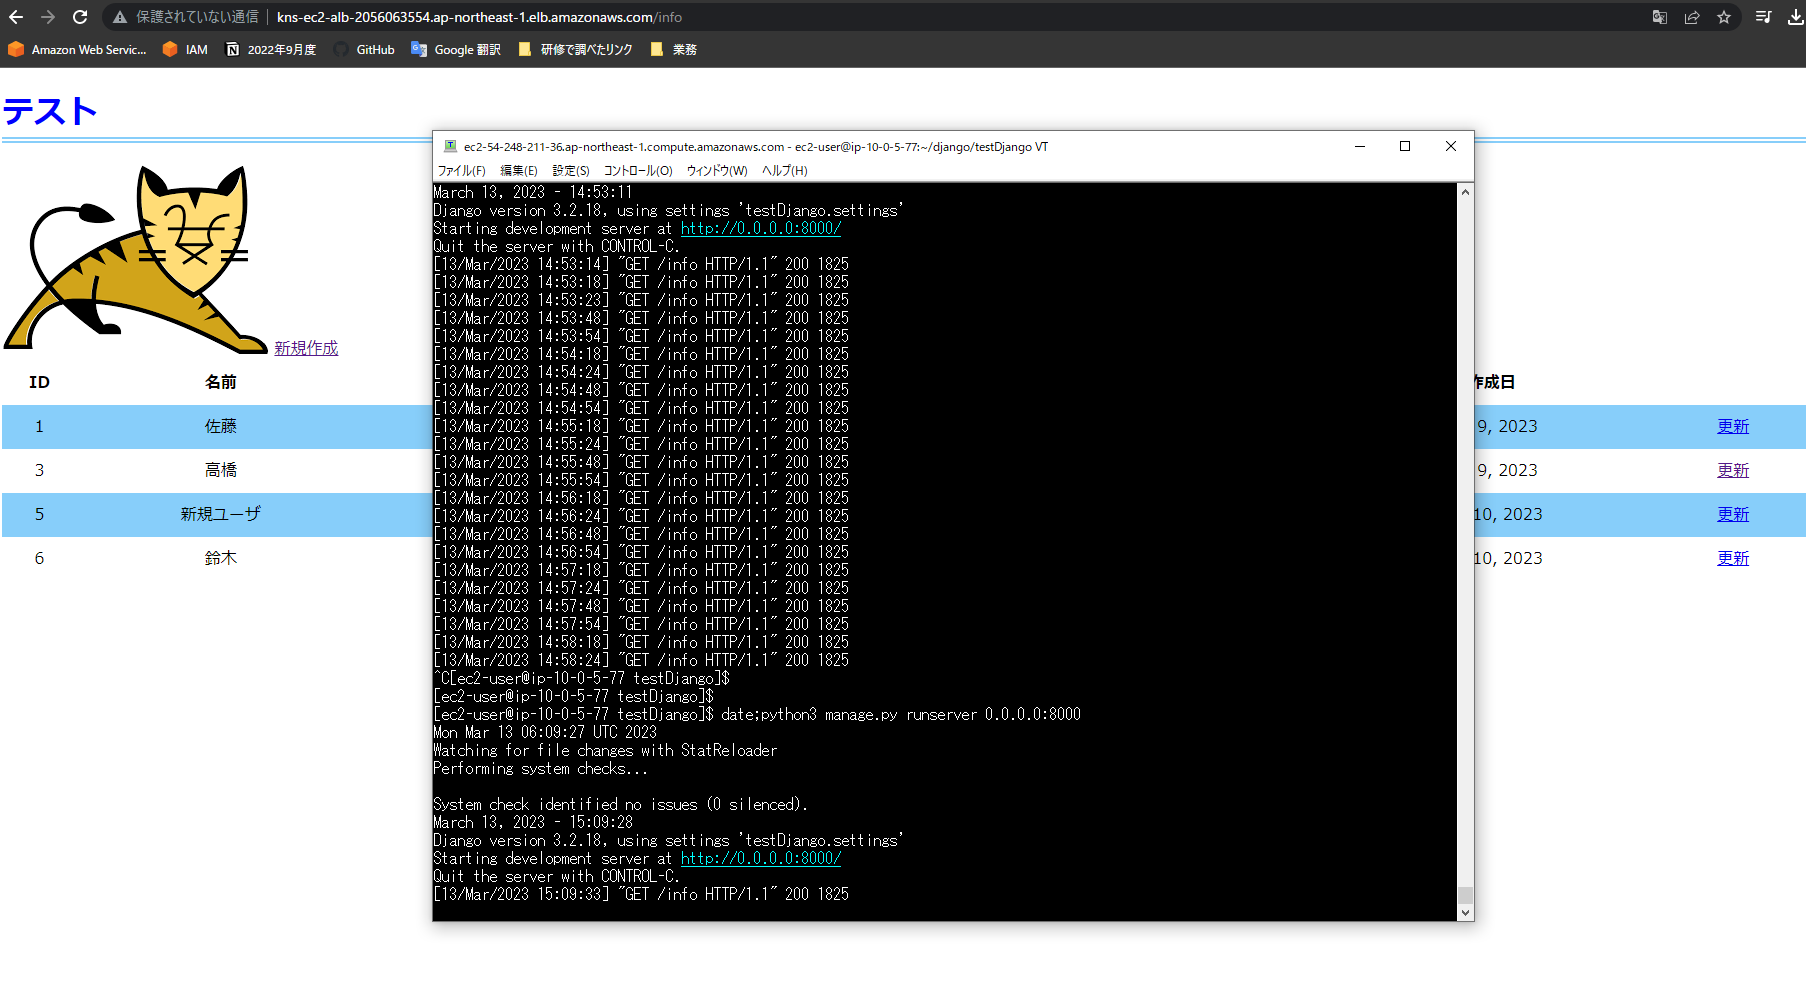 保護されていない通信 kns-ec2-alb-2056063554.ap-northeast-1.elb.amazonaws.com/info
Amazon Web Servic... IAM 2022年9月度 GitHub Google 翻訳 研修で調べたリンク 業務
テスト
新規作成
ID 名前 作成日
1 佐藤 9, 2023 更新
3 高橋 9, 2023 更新
5 新規ユーザ 10, 2023 更新
6 鈴木 10, 2023 更新
ec2-54-248-211-36.ap-northeast-1.compute.amazonaws.com - ec2-user@ip-10-0-5-77:~/django/testDjango VT
ファイル(F) 編集(E) 設定(S) コントロール(O) ウィンドウ(W) ヘルプ(H)
March 13, 2023 - 14:53:11
Django version 3.2.18, using settings 'testDjango.settings'
Starting development server at http://0.0.0.0:8000/
Quit the server with CONTROL-C.
[13/Mar/2023 14:53:14] "GET /info HTTP/1.1" 200 1825
[13/Mar/2023 14:53:18] "GET /info HTTP/1.1" 200 1825
[13/Mar/2023 14:53:23] "GET /info HTTP/1.1" 200 1825
[13/Mar/2023 14:53:48] "GET /info HTTP/1.1" 200 1825
[13/Mar/2023 14:53:54] "GET /info HTTP/1.1" 200 1825
[13/Mar/2023 14:54:18] "GET /info HTTP/1.1" 200 1825
[13/Mar/2023 14:54:24] "GET /info HTTP/1.1" 200 1825
[13/Mar/2023 14:54:48] "GET /info HTTP/1.1" 200 1825
[13/Mar/2023 14:54:54] "GET /info HTTP/1.1" 200 1825
[13/Mar/2023 14:55:18] "GET /info HTTP/1.1" 200 1825
[13/Mar/2023 14:55:24] "GET /info HTTP/1.1" 200 1825
[13/Mar/2023 14:55:48] "GET /info HTTP/1.1" 200 1825
[13/Mar/2023 14:55:54] "GET /info HTTP/1.1" 200 1825
[13/Mar/2023 14:56:18] "GET /info HTTP/1.1" 200 1825
[13/Mar/2023 14:56:24] "GET /info HTTP/1.1" 200 1825
[13/Mar/2023 14:56:48] "GET /info HTTP/1.1" 200 1825
[13/Mar/2023 14:56:54] "GET /info HTTP/1.1" 200 1825
[13/Mar/2023 14:57:18] "GET /info HTTP/1.1" 200 1825
[13/Mar/2023 14:57:24] "GET /info HTTP/1.1" 200 1825
[13/Mar/2023 14:57:48] "GET /info HTTP/1.1" 200 1825
[13/Mar/2023 14:57:54] "GET /info HTTP/1.1" 200 1825
[13/Mar/2023 14:58:18] "GET /info HTTP/1.1" 200 1825
[13/Mar/2023 14:58:24] "GET /info HTTP/1.1" 200 1825
^C[ec2-user@ip-10-0-5-77 testDjango]$
[ec2-user@ip-10-0-5-77 testDjango]$
[ec2-user@ip-10-0-5-77 testDjango]$ date;python3 manage.py runserver 0.0.0.0:8000
Mon Mar 13 06:09:27 UTC 2023
Watching for file changes with StatReloader
Performing system checks...
System check identified no issues (0 silenced).
March 13, 2023 - 15:09:28
Django version 3.2.18, using settings 'testDjango.settings'
Starting development server at http://0.0.0.0:8000/
Quit the server with CONTROL-C.
[13/Mar/2023 15:09:33] "GET /info HTTP/1.1" 200 1825